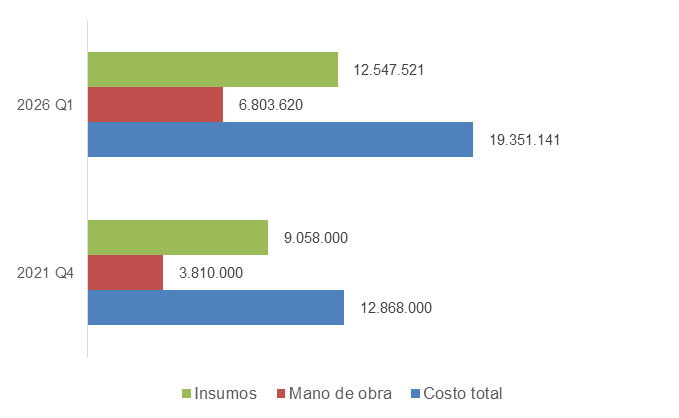 12.547.521
2026 Q1
6.803.620
19.351.141
9.058.000
2021 Q4
3.810.000
12.868.000
Insumos
Mano de obra
Costo total